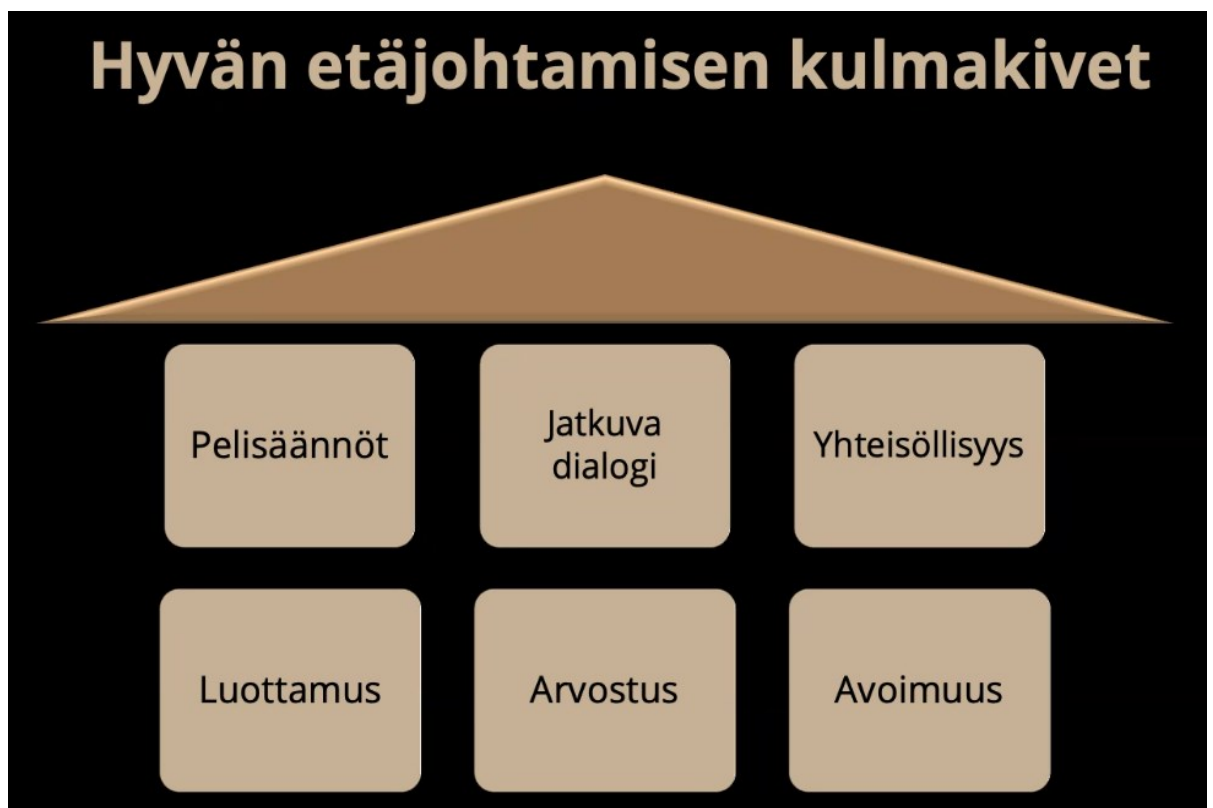 Hyvän etäjohtamisen kulmakivet
Pelisäännöt
Jatkuva
dialogi
Yhteisöllisyys
Luottamus
Arvostus
Avoimuus